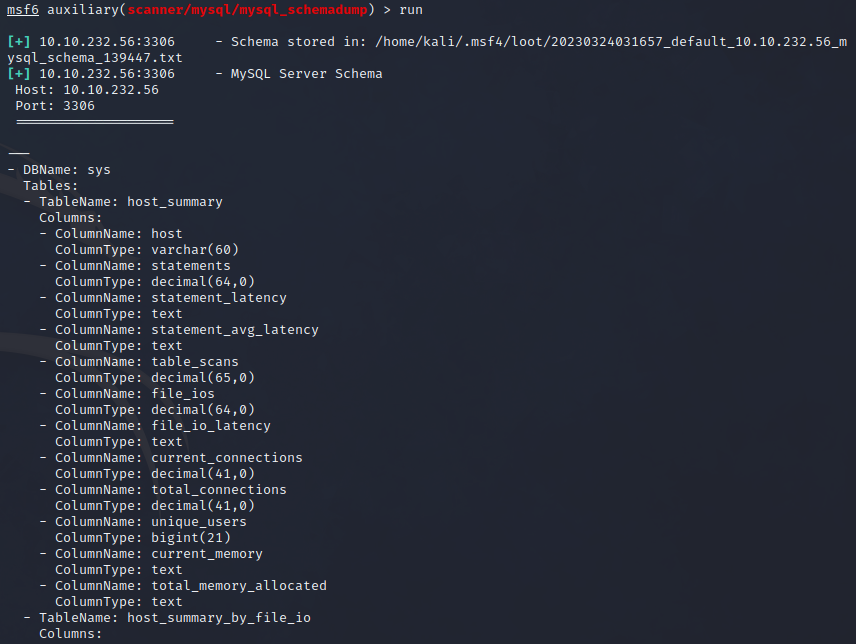 msf6 auxiliary(scanner/mysql/mysql_schemadump) > run
[+] 10.10.232.56:3306     - Schema stored in: /home/kali/.msf4/loot/20230324031657_default_10.10.232.56_m
ysql_schema_139447.txt
[+] 10.10.232.56:3306     - MySQL Server Schema
 Host: 10.10.232.56
 Port: 3306
 ====================
---
- DBName: sys
  Tables:
  - TableName: host_summary
    Columns:
    - ColumnName: host
      ColumnType: varchar(60)
    - ColumnName: statements
      ColumnType: decimal(64,0)
    - ColumnName: statement_latency
      ColumnType: text
    - ColumnName: statement_avg_latency
      ColumnType: text
    - ColumnName: table_scans
      ColumnType: decimal(65,0)
    - ColumnName: file_ios
      ColumnType: decimal(64,0)
    - ColumnName: file_io_latency
      ColumnType: text
    - ColumnName: current_connections
      ColumnType: decimal(41,0)
    - ColumnName: total_connections
      ColumnType: decimal(41,0)
    - ColumnName: unique_users
      ColumnType: bigint(21)
    - ColumnName: current_memory
      ColumnType: text
    - ColumnName: total_memory_allocated
      ColumnType: text
  - TableName: host_summary_by_file_io
    Columns: